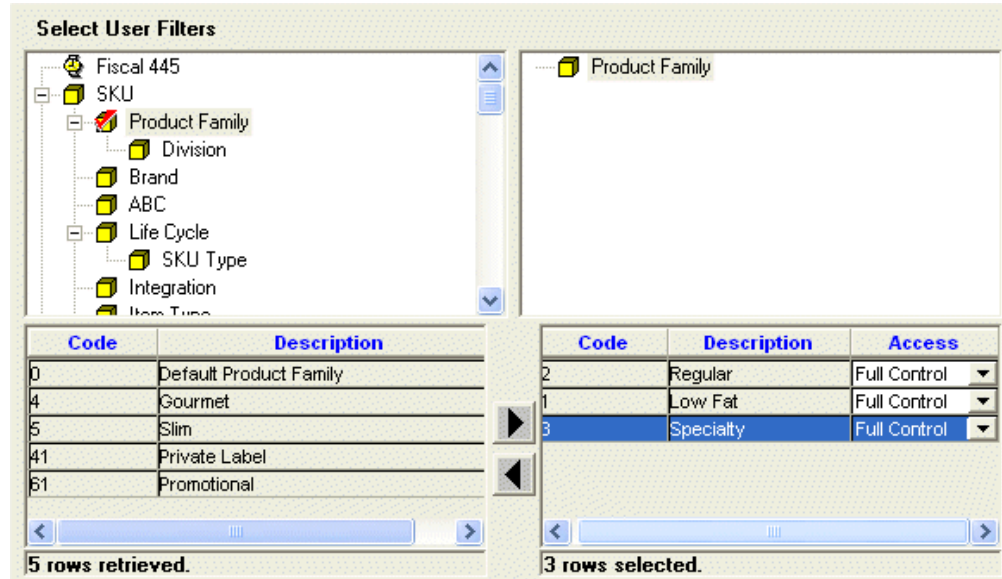 Select User Filters
Fiscal 445
SKU
Product Family
Division
Brand
ABC
Life Cycle
SKU Type
Integration
Item Type
Product Family
Code Description
0 Default Product Family
4 Gourmet
5 Slim
41 Private Label
61 Promotional
5 rows retrieved.
Code Description Access
2 Regular Full Control
1 Low Fat Full Control
3 Specialty Full Control
3 rows selected.